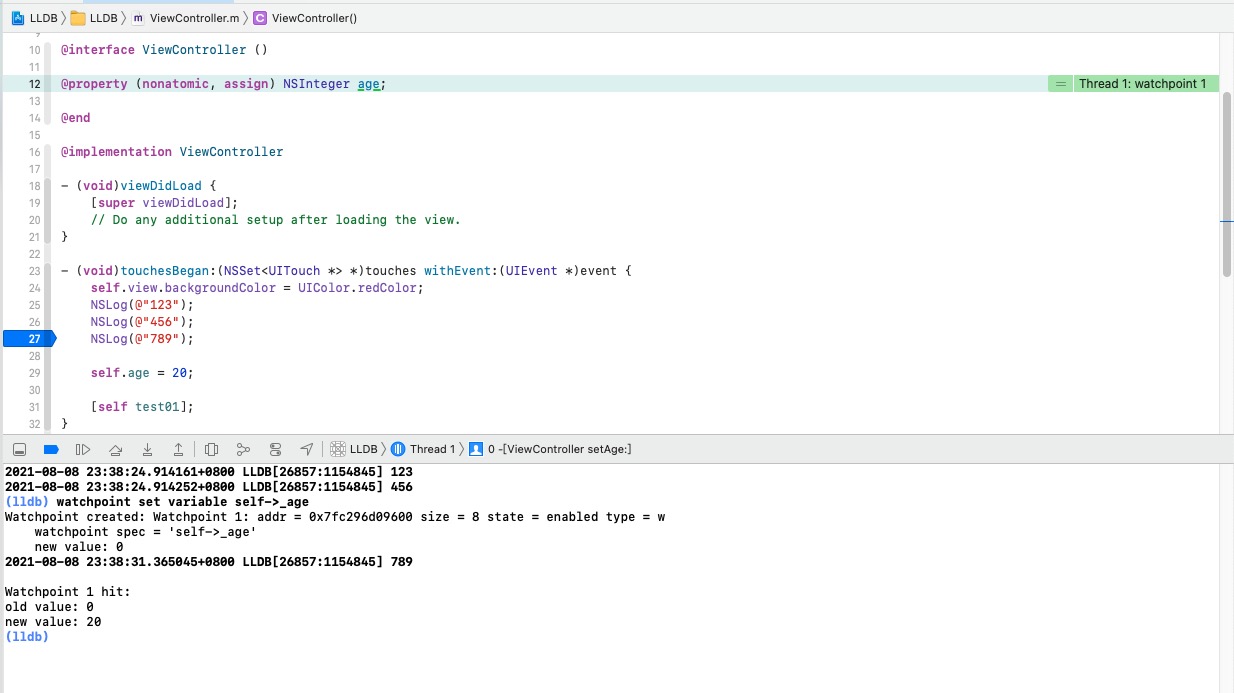 LLDB 〉 LLDB 〉 m ViewController.m 〉 C ViewController()
9
10 @interface ViewController ()
11
12 @property (nonatomic, assign) NSInteger age; = Thread 1: watchpoint 1
13
14 @end
15
16 @implementation ViewController
17
18 - (void)viewDidLoad {
19 [super viewDidLoad];
20 // Do any additional setup after loading the view.
21 }
22
23 - (void)touchesBegan:(NSSet<UITouch *> *)touches withEvent:(UIEvent *)event {
24 self.view.backgroundColor = UIColor.redColor;
25 NSLog(@"123");
26 NSLog(@"456");
27 NSLog(@"789");
28
29 self.age = 20;
30
31 [self test01];
32 }
LLDB 〉 Thread 1 〉 0 -[ViewController setAge:]
2021-08-08 23:38:24.914161+0800 LLDB[26857:1154845] 123
2021-08-08 23:38:24.914252+0800 LLDB[26857:1154845] 456
(lldb) watchpoint set variable self->_age
Watchpoint created: Watchpoint 1: addr = 0x7fc296d09600 size = 8 state = enabled type = w
watchpoint spec = 'self->_age'
new value: 0
2021-08-08 23:38:31.365045+0800 LLDB[26857:1154845] 789
Watchpoint 1 hit:
old value: 0
new value: 20
(lldb)